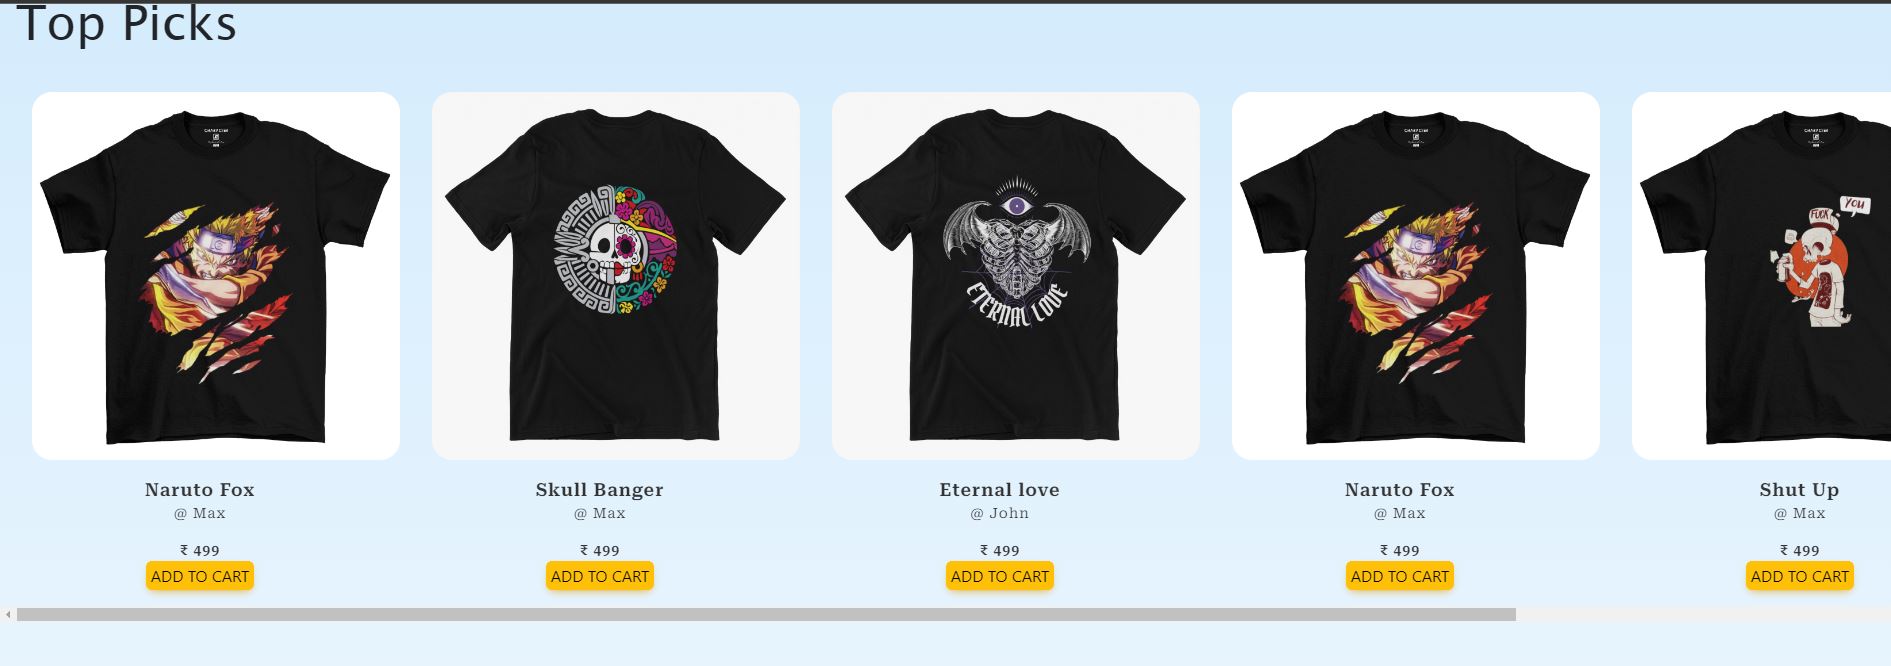 Top Picks
FUCK
YOU
ETERNAL LOVE
Naruto Fox
@ Max
₹ 499
ADD TO CART
Skull Banger
@ Max
₹ 499
ADD TO CART
Eternal love
@ John
₹ 499
ADD TO CART
Naruto Fox
@ Max
₹ 499
ADD TO CART
Shut Up
@ Max
₹ 499
ADD TO CART